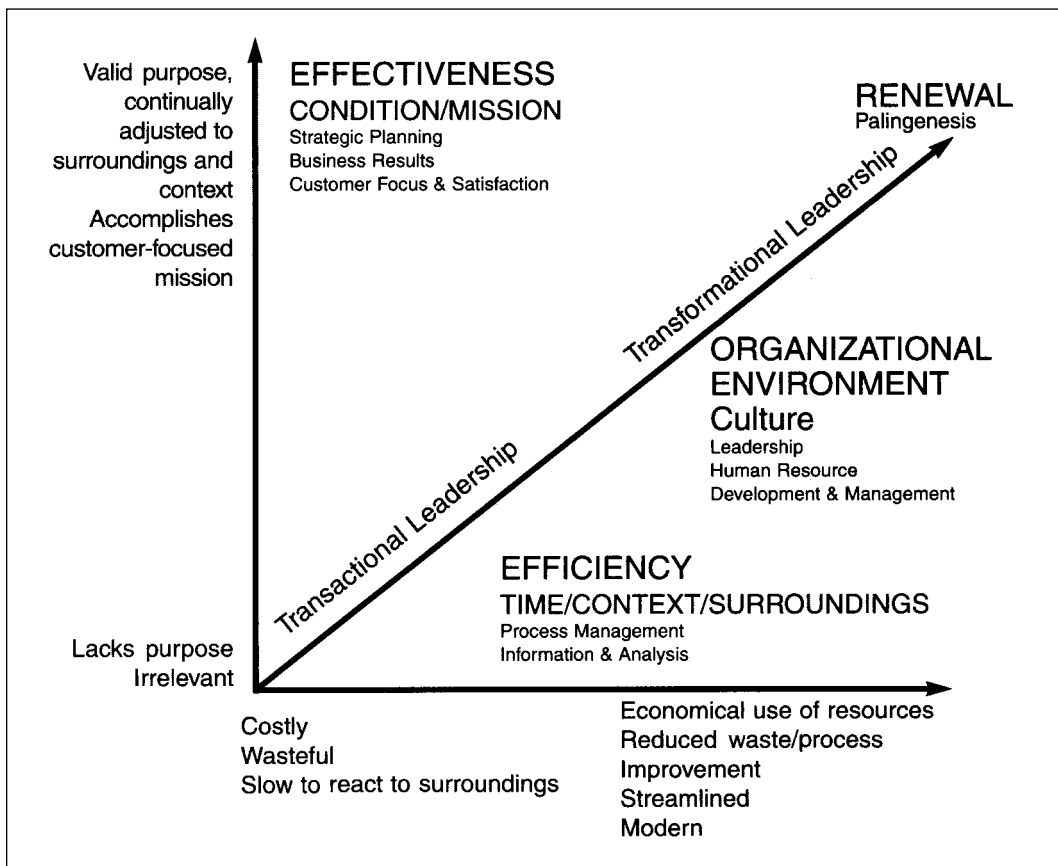 Valid purpose,
continually
adjusted to
surroundings and
context
Accomplishes
customer-focused
mission
EFFECTIVENESS
CONDITION/MISSION
Strategic Planning
Business Results
Customer Focus & Satisfaction
RENEWAL
Palingenesis
Transformational Leadership
ORGANIZATIONAL
ENVIRONMENT
Culture
Leadership
Human Resource
Development & Management
Transactional Leadership
EFFICIENCY
TIME/CONTEXT/SURROUNDINGS
Process Management
Information & Analysis
Lacks purpose
Irrelevant
Costly
Wasteful
Slow to react to surroundings
Economical use of resources
Reduced waste/process
Improvement
Streamlined
Modern